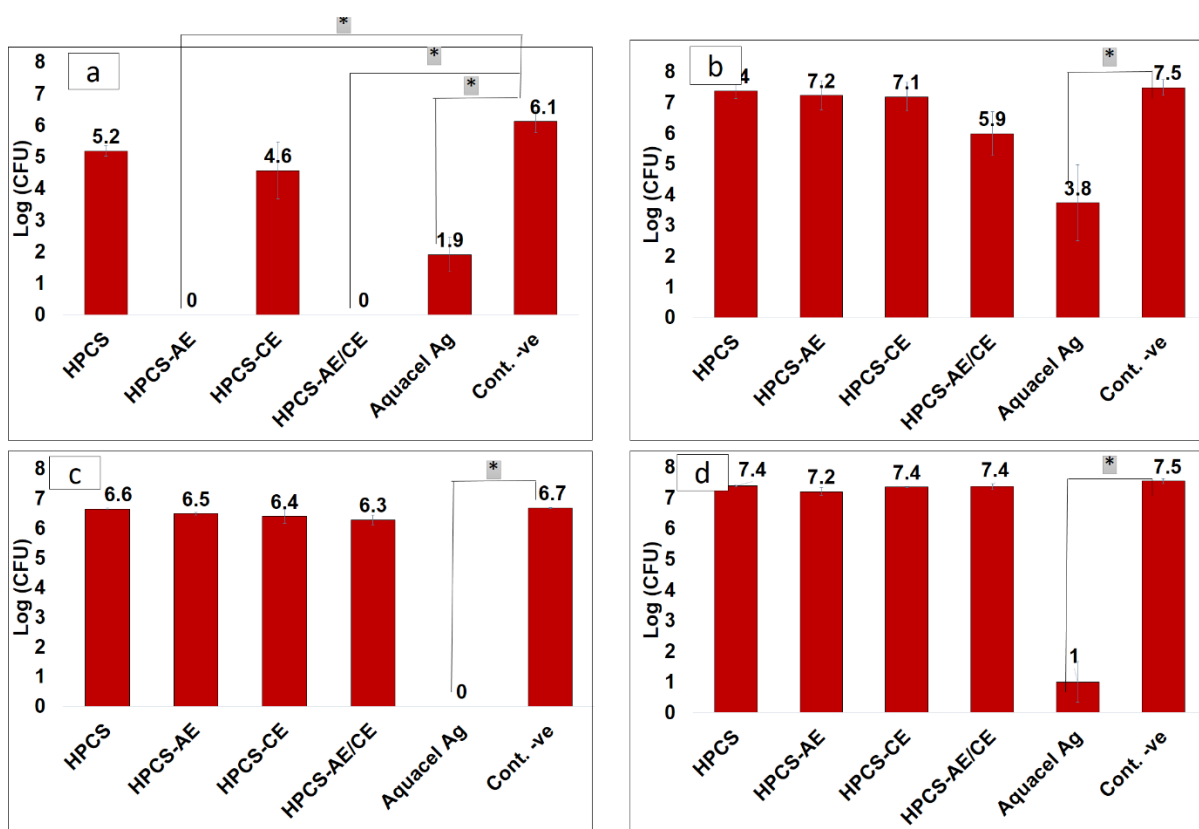 *
*
*
a
Log (CFU)
8
7
6
5
4
3
2
1
0
5.2
0
4.6
0
1.9
6.1
HPCS
HPCS-AE
HPCS-CE
HPCS-AE/CE
Aquacel Ag
Cont. -ve
*
b
Log (CFU)
8
7
6
5
4
3
2
1
0
4
7.2
7.1
5.9
3.8
7.5
HPCS
HPCS-AE
HPCS-CE
HPCS-AE/CE
Aquacel Ag
Cont. -ve
*
c
Log (CFU)
8
7
6
5
4
3
2
1
0
6.6
6.5
6.4
6.3
0
6.7
HPCS
HPCS-AE
HPCS-CE
HPCS-AE/CE
Aquacel Ag
Cont. -ve
*
d
Log (CFU)
8
7
6
5
4
3
2
1
0
7.4
7.2
7.4
7.4
1
7.5
HPCS
HPCS-AE
HPCS-CE
HPCS-AE/CE
Aquacel Ag
Cont. -ve